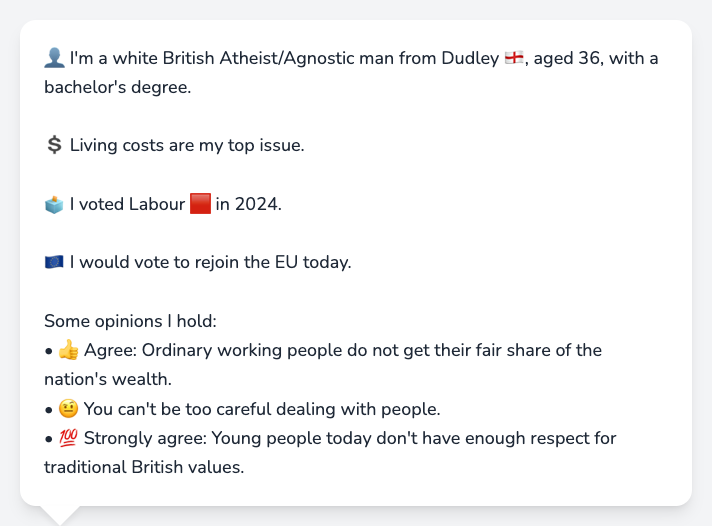 👤 I'm a white British Atheist/Agnostic man from Dudley 🏴󠁧󠁢󠁥󠁮󠁧󠁿, aged 36, with a
bachelor's degree.
💲 Living costs are my top issue.
🗳️ I voted Labour 🟥 in 2024.
🇪🇺 I would vote to rejoin the EU today.
Some opinions I hold:
• 👍 Agree: Ordinary working people do not get their fair share of the
nation's wealth.
• 🤨 You can't be too careful dealing with people.
• 💯 Strongly agree: Young people today don't have enough respect for
traditional British values.